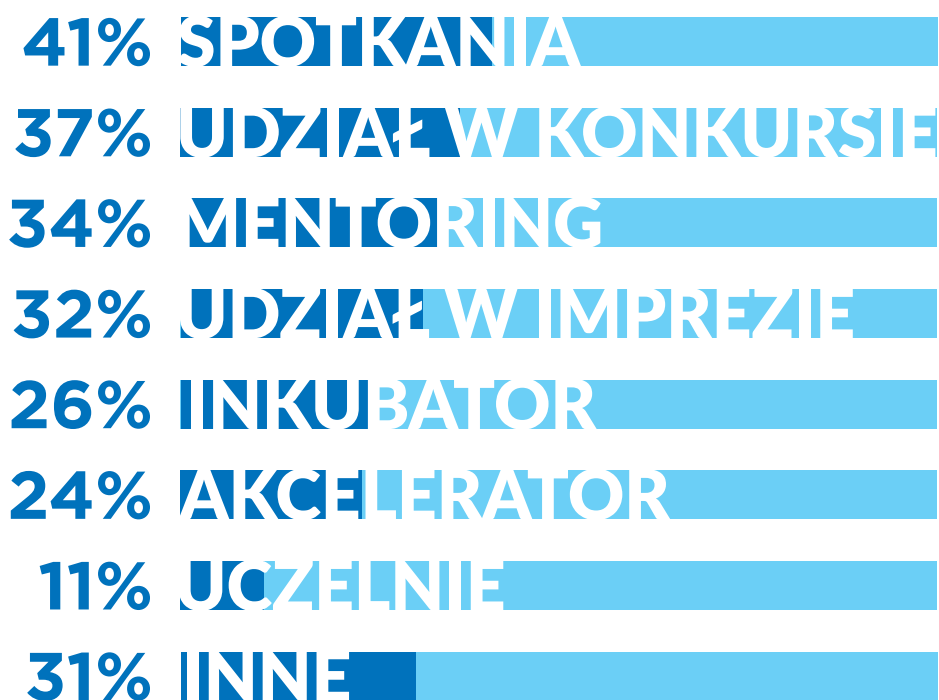 41% SPOTKANIA
37% UDZIAŁ W KONKURSIE
34% MENTORING
32% UDZIAŁ W IMPREZIE
26% INKUBATOR
24% AKCELERATOR
11% UCZELNIE
31% INNE